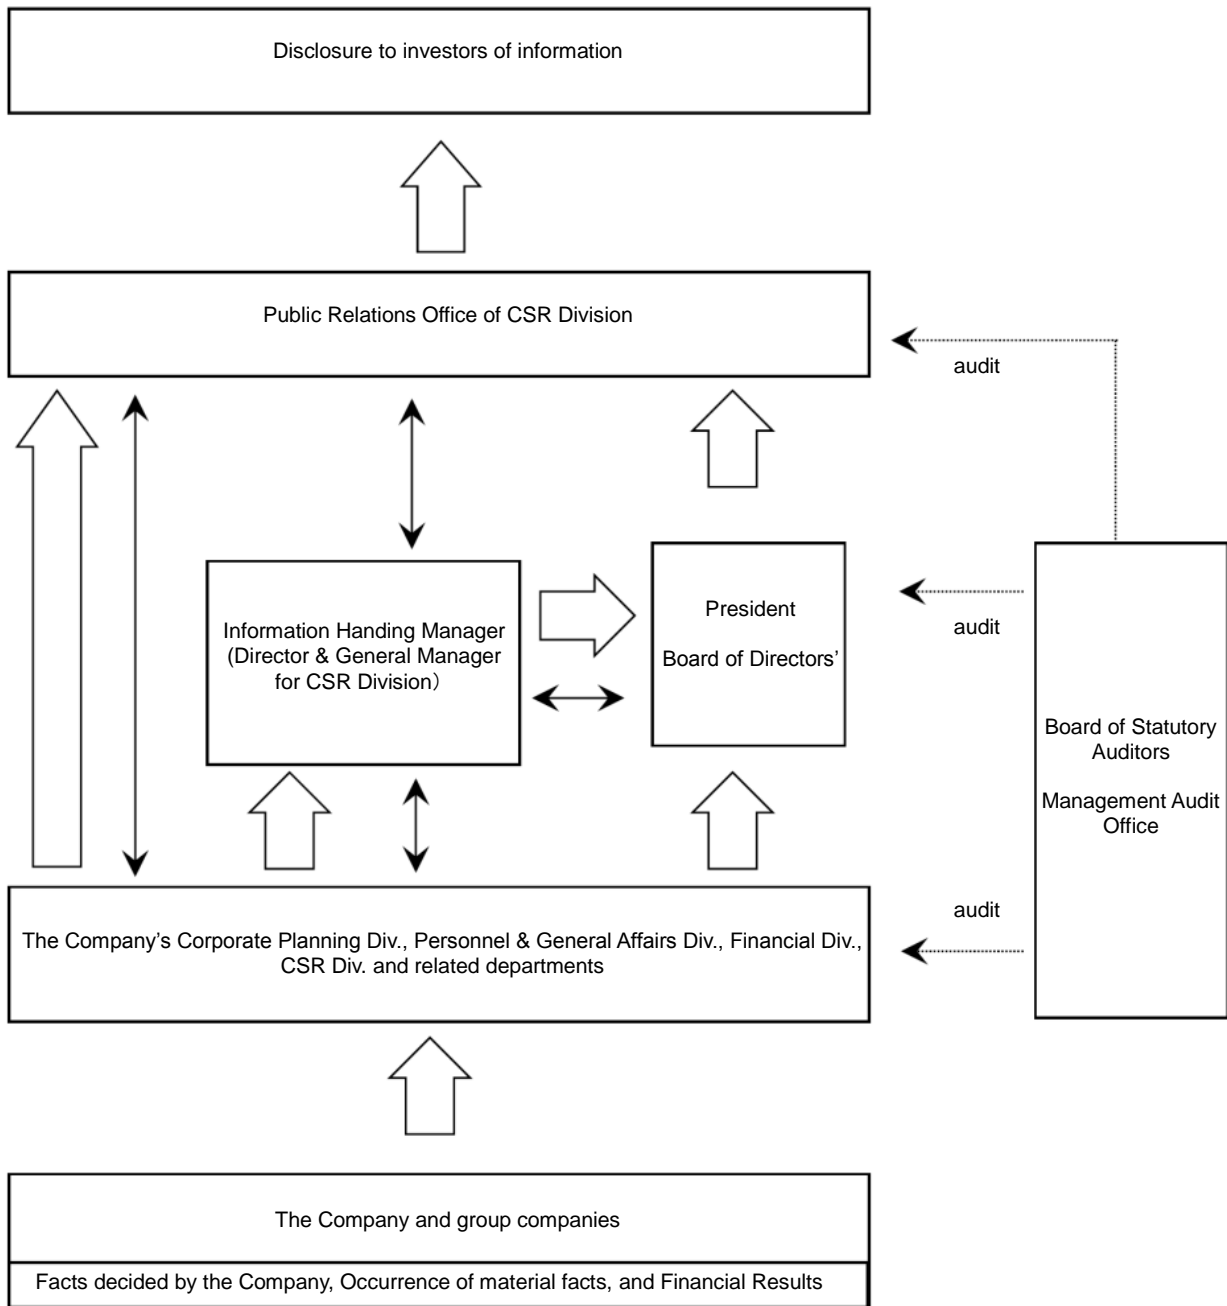 Disclosure to investors of information
Public Relations Office of CSR Division
audit
Information Handing Manager
(Director & General Manager
for CSR Division）
President
Board of Directors’
audit
Board of Statutory
Auditors
Management Audit
Office
The Company’s Corporate Planning Div., Personnel & General Affairs Div., Financial Div.,
CSR Div. and related departments
audit
The Company and group companies
Facts decided by the Company, Occurrence of material facts, and Financial Results